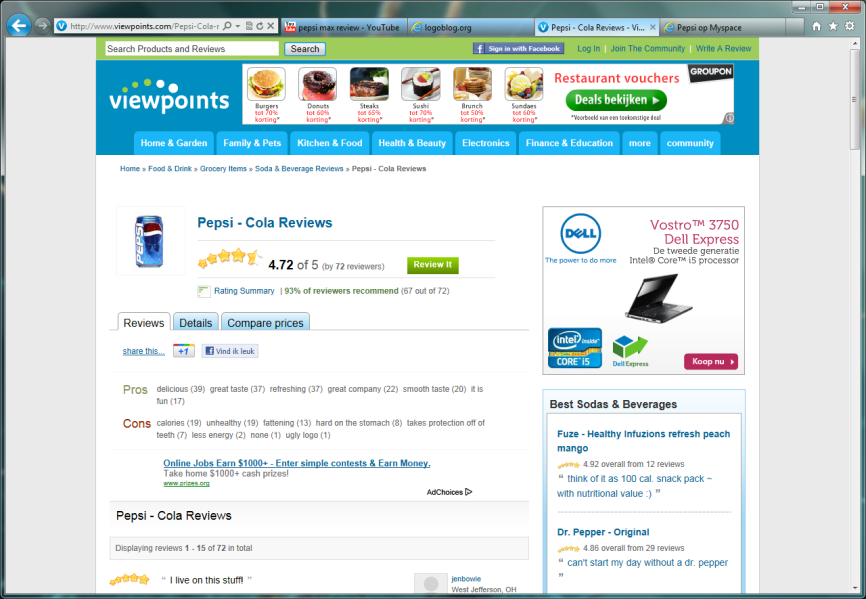 http://www.viewpoints.com/Pepsi-Cola-r
pepsi max review - YouTube
logoblog.org
Pepsi - Cola Reviews - Vi...
Pepsi op Myspace
Search Products and Reviews
Search
Sign in with Facebook
Log In | Join The Community | Write A Review
viewpoints
Burgers
tot 70%
korting*
Donuts
tot 60%
korting*
Steaks
tot 65%
korting*
Sushi
tot 70%
korting*
Brunch
tot 50%
korting*
Sundaes
tot 60%
korting*
Restaurant vouchers
GROUPON
Deals bekijken
*Voorbeeld van een toekomstige deal
Home & Garden
Family & Pets
Kitchen & Food
Health & Beauty
Electronics
Finance & Education
more
community
Home » Food & Drink » Grocery Items » Soda & Beverage Reviews » Pepsi - Cola Reviews
PEPSI
Pepsi - Cola Reviews
4.72 of 5 (by 72 reviewers)
Review It
Rating Summary | 93% of reviewers recommend (67 out of 72)
Reviews
Details
Compare prices
share this...
+1
Vind ik leuk
Pros delicious (39) great taste (37) refreshing (37) great company (22) smooth taste (20) it is
fun (17)
Cons calories (19) unhealthy (19) fattening (13) hard on the stomach (8) takes protection off of
teeth (7) less energy (2) none (1) ugly logo (1)
Online Jobs Earn $1000+ - Enter simple contests & Earn Money.
Take home $1000+ cash prizes!
www.prizes.org
AdChoices
Pepsi - Cola Reviews
Displaying reviews 1 - 15 of 72 in total
“ I live on this stuff! ”
jenbowie
West Jefferson, OH
DELL
The power to do more
Vostro™ 3750
Dell Express
De tweede generatie
Intel® Core™ i5 processor
intel inside™
CORE™ i5
Dell Express
Koop nu
Best Sodas & Beverages
Fuze - Healthy Infuzions refresh peach
mango
4.92 overall from 12 reviews
“ think of it as 100 cal. snack pack ~
with nutritional value :) ”
Dr. Pepper - Original
4.86 overall from 29 reviews
“ can't start my day without a dr. pepper
”